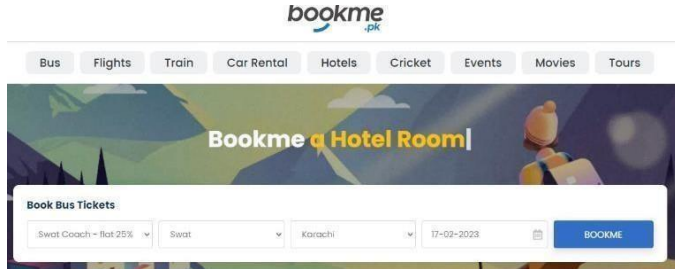 bookme
.pk
Bus Flights Train Car Rental Hotels Cricket Events Movies Tours
Bookme a Hotel Room|
Book Bus Tickets
Swat Coach - flat 25% Swat Karachi 17-02-2023 BOOKME